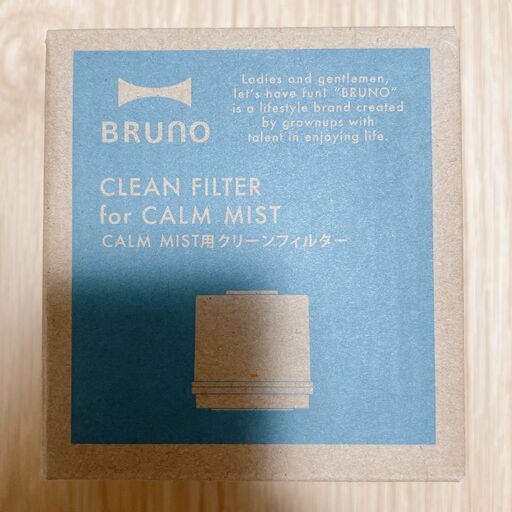 BRUNO
Ladies and gentlemen,
let's have fun! "BRUNO"
is a lifestyle brand created
by grownups with
talent in enjoying life.
CLEAN FILTER
for CALM MIST
CALM MIST用クリーンフィルター